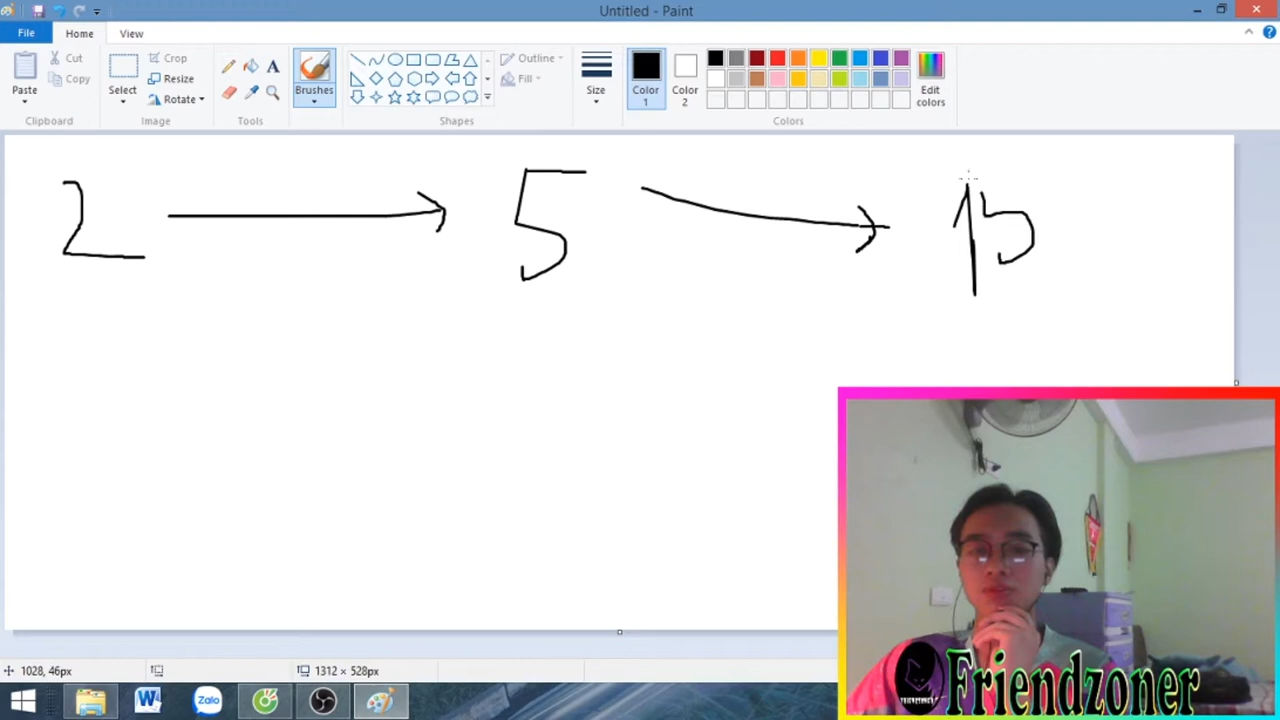 Untitled - Paint
File Home View
Paste
Cut
Copy
Clipboard
Select
Crop
Resize
Rotate
Image
A
Tools
Brushes
Outline
Fill
Shapes
Size
Color 1
Color 2
Edit colors
Colors
2 5 15
1028, 46px
1312 × 528px
W
Zalo
Friendzoner